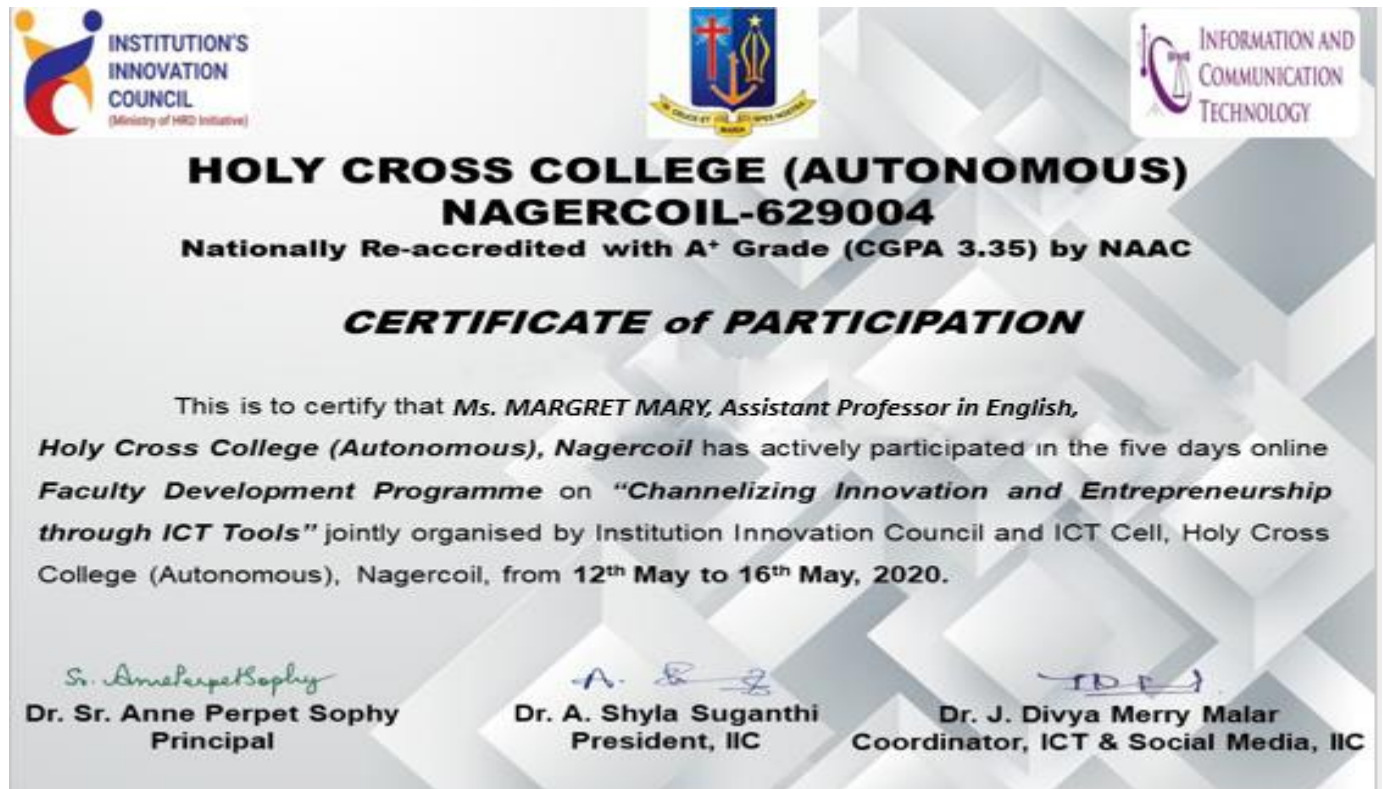 INSTITUTION'S
INNOVATION
COUNCIL
(Ministry of HRD Initiative)
INFORMATION AND
COMMUNICATION
TECHNOLOGY
HOLY CROSS COLLEGE (AUTONOMOUS)
NAGERCOIL-629004
Nationally Re-accredited with A⁺ Grade (CGPA 3.35) by NAAC
CERTIFICATE of PARTICIPATION
This is to certify that Ms. MARGRET MARY, Assistant Professor in English,
Holy Cross College (Autonomous), Nagercoil has actively participated in the five days online
Faculty Development Programme on “Channelizing Innovation and Entrepreneurship
through ICT Tools” jointly organised by Institution Innovation Council and ICT Cell, Holy Cross
College (Autonomous), Nagercoil, from 12th May to 16th May, 2020.
Sr. AnnePerpetSophy
Dr. Sr. Anne Perpet Sophy
Principal
Dr. A. Shyla Suganthi
President, IIC
Dr. J. Divya Merry Malar
Coordinator, ICT & Social Media, IIC